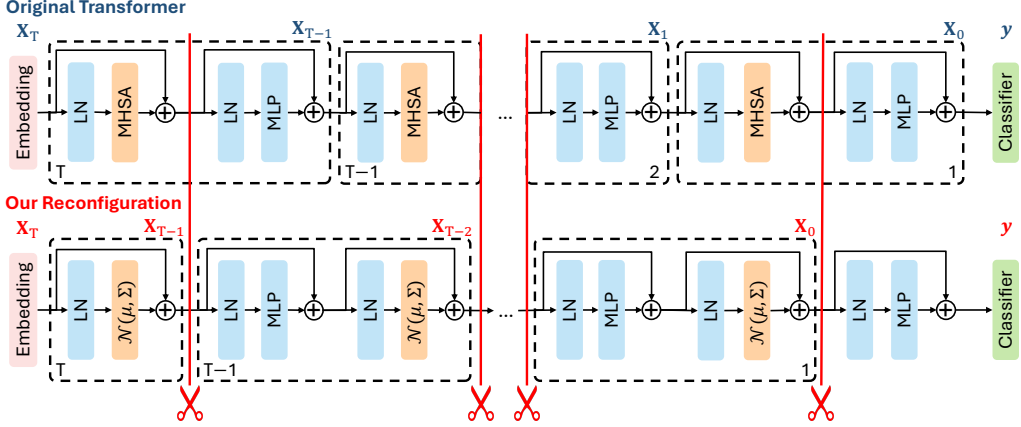 Original Transformer
X_T X_{T−1} X_1 X_0 y
Embedding LN MHSA LN MLP LN MHSA ... LN MLP LN MHSA LN MLP Classifier
T T−1 2 1
Our Reconfiguration
X_T X_{T−1} X_{T−2} X_0 y
Embedding LN 𝒩(μ, Σ) LN MLP LN 𝒩(μ, Σ) ... LN MLP LN 𝒩(μ, Σ) LN MLP Classifier
T T−1 1